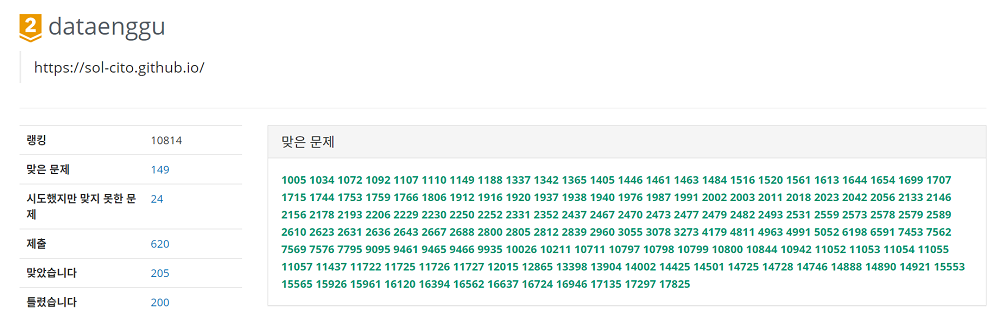 2 dataenggu
https://sol-cito.github.io/
랭킹 10814
맞은 문제 149
시도했지만 맞지 못한 문
제 24
제출 620
맞았습니다 205
틀렸습니다 200
맞은 문제
1005 1034 1072 1092 1107 1110 1149 1188 1337 1342 1365 1405 1446 1461 1463 1484 1516 1520 1561 1613 1644 1654 1699 1707
1715 1744 1753 1759 1766 1806 1912 1916 1920 1937 1938 1940 1976 1987 1991 2002 2003 2011 2018 2023 2042 2056 2133 2146
2156 2178 2193 2206 2229 2230 2250 2252 2331 2352 2437 2467 2470 2473 2477 2479 2482 2493 2531 2559 2573 2578 2579 2589
2610 2623 2631 2636 2643 2667 2688 2800 2805 2812 2839 2960 3055 3078 3273 4179 4811 4963 4991 5052 6198 6591 7453 7562
7569 7576 7795 9095 9461 9465 9466 9935 10026 10211 10711 10797 10798 10799 10800 10844 10942 11052 11053 11054 11055
11057 11437 11722 11725 11726 11727 12015 12865 13398 13904 14002 14425 14501 14725 14728 14746 14888 14890 14921 15553
15565 15926 15961 16120 16394 16562 16637 16724 16946 17135 17297 17825